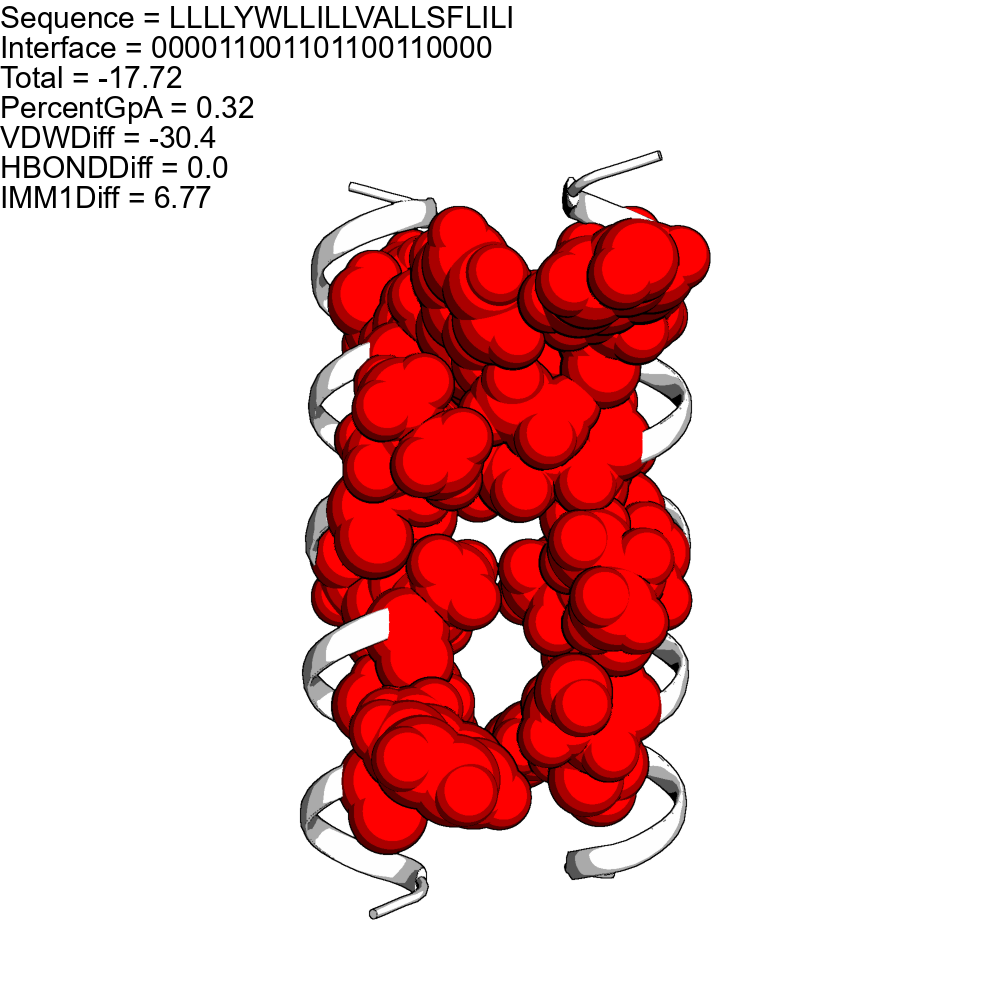 Sequence = LLLLYWLLILLVALLSFLILI
Interface = 000011001101100110000
Total = -17.72
PercentGpA = 0.32
VDWDiff = -30.4
HBONDDiff = 0.0
IMM1Diff = 6.77